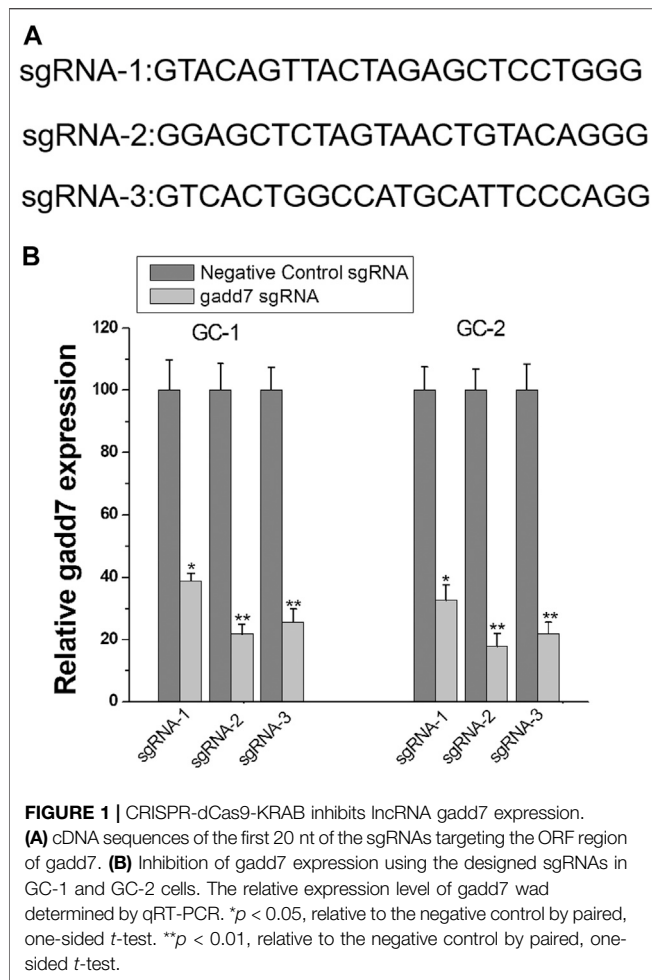 A
sgRNA-1:GTACAGTTACTAGAGCTCCTGGG
sgRNA-2:GGAGCTCTAGTAACTGTACAGGG
sgRNA-3:GTCACTGGCCATGCATTCCCAGG
B
Negative Control sgRNA
gadd7 sgRNA
GC-1
GC-2
Relative gadd7 expression
120
100
80
60
40
20
0
*
**
**
*
**
**
sgRNA-1
sgRNA-2
sgRNA-3
sgRNA-1
sgRNA-2
sgRNA-3
FIGURE 1 | CRISPR-dCas9-KRAB inhibits lncRNA gadd7 expression.
(A) cDNA sequences of the first 20 nt of the sgRNAs targeting the ORF region
of gadd7. (B) Inhibition of gadd7 expression using the designed sgRNAs in
GC-1 and GC-2 cells. The relative expression level of gadd7 wad
determined by qRT-PCR. *p < 0.05, relative to the negative control by paired,
one-sided t-test. **p < 0.01, relative to the negative control by paired, one-
sided t-test.